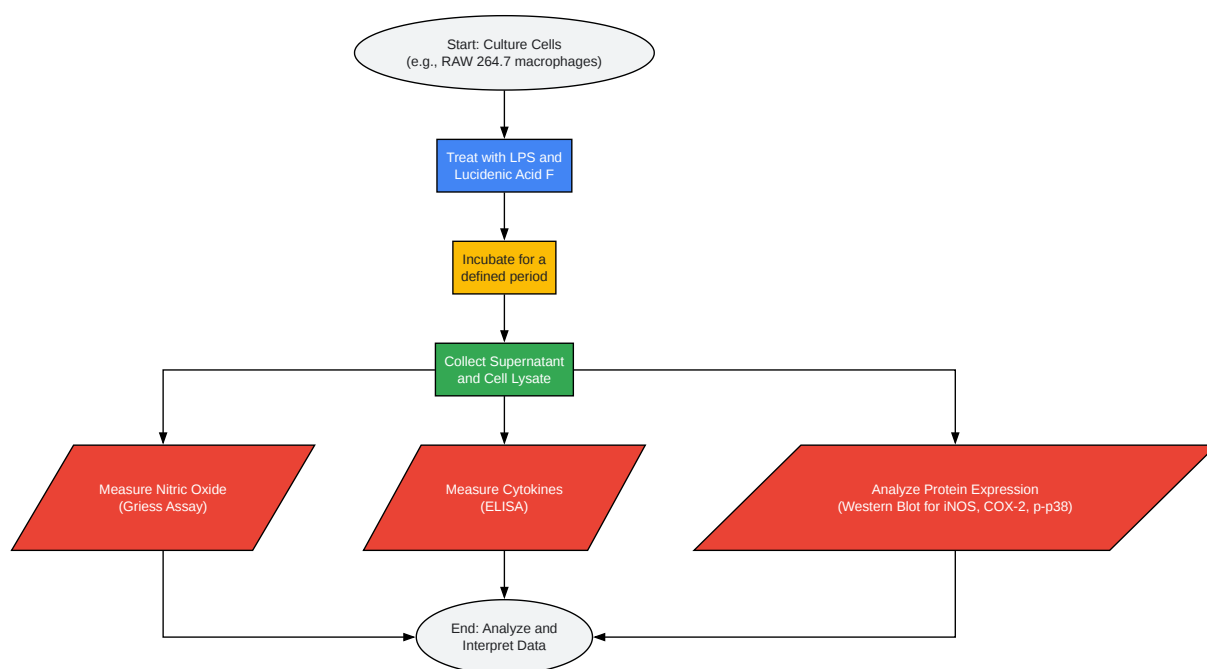 Start: Culture Cells
(e.g., RAW 264.7 macrophages)
Treat with LPS and
Lucidenic Acid F
Incubate for a
defined period
Collect Supernatant
and Cell Lysate
Measure Nitric Oxide
(Griess Assay)
Measure Cytokines
(ELISA)
Analyze Protein Expression
(Western Blot for iNOS, COX-2, p-p38)
End: Analyze and
Interpret Data